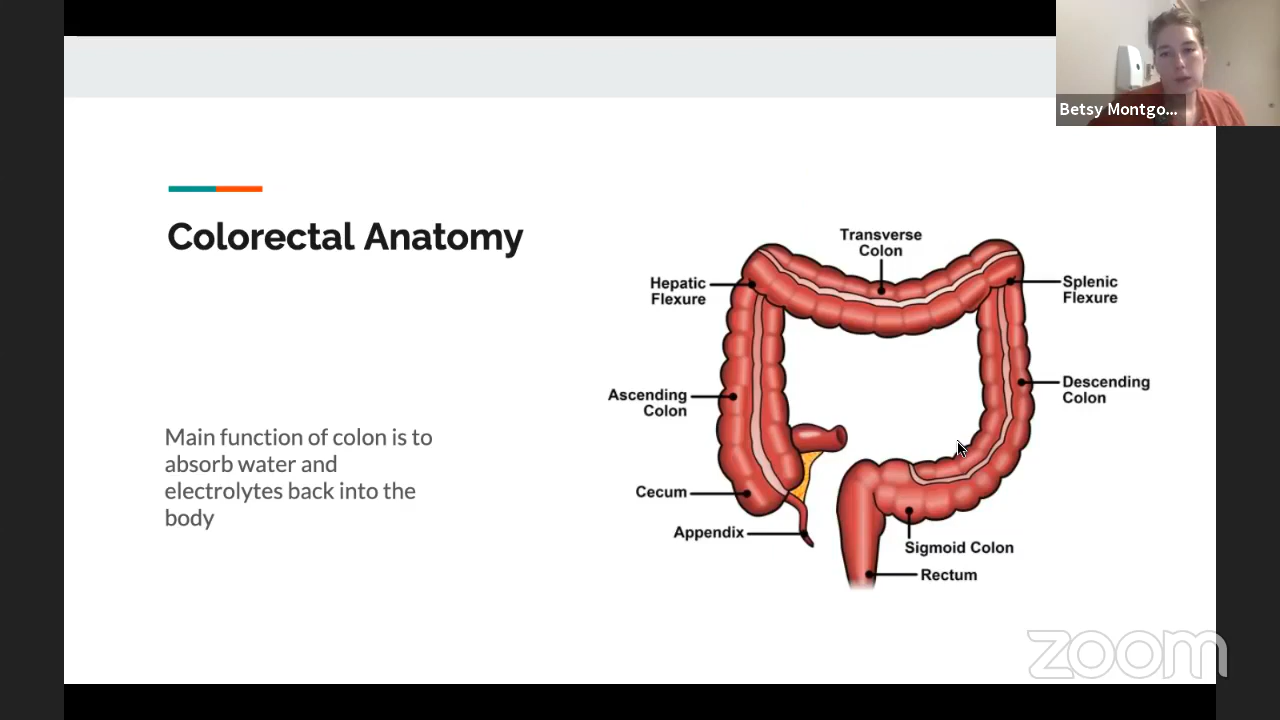 Betsy Montgo...
Colorectal Anatomy
Main function of colon is to
absorb water and
electrolytes back into the
body
Transverse
Colon
Hepatic
Flexure
Splenic
Flexure
Ascending
Colon
Descending
Colon
Cecum
Appendix
Sigmoid Colon
Rectum
zoom